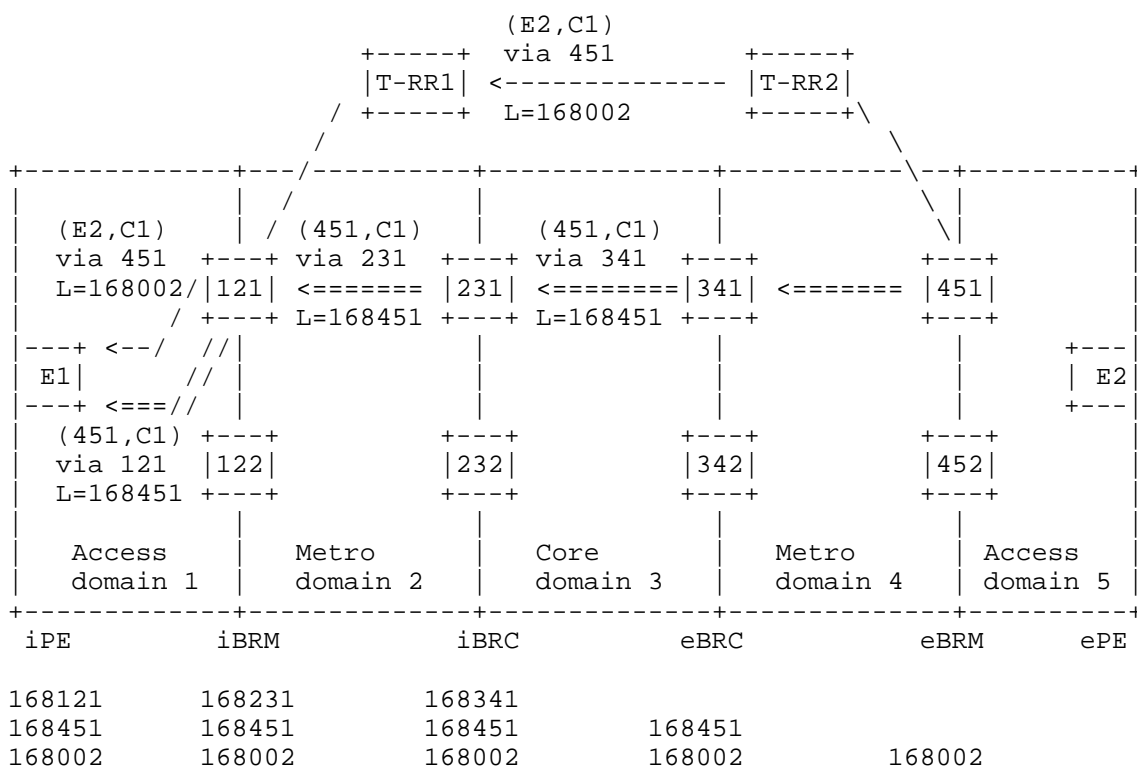 (E2,C1)
via 451
|T-RR1| <-------------- |T-RR2|
L=168002
(E2,C1) (451,C1) (451,C1)
via 451 via 231 via 341
L=168002 |121| <======= |231| <========|341| <======= |451|
L=168451 L=168451
<--/
E1| | E2|
<===//
(451,C1)
via 121 |122| |232| |342| |452|
L=168451
Access Metro Core Metro Access
domain 1 domain 2 domain 3 domain 4 domain 5
iPE iBRM iBRC eBRC eBRM ePE
168121 168231 168341
168451 168451 168451 168451
168002 168002 168002 168002 168002